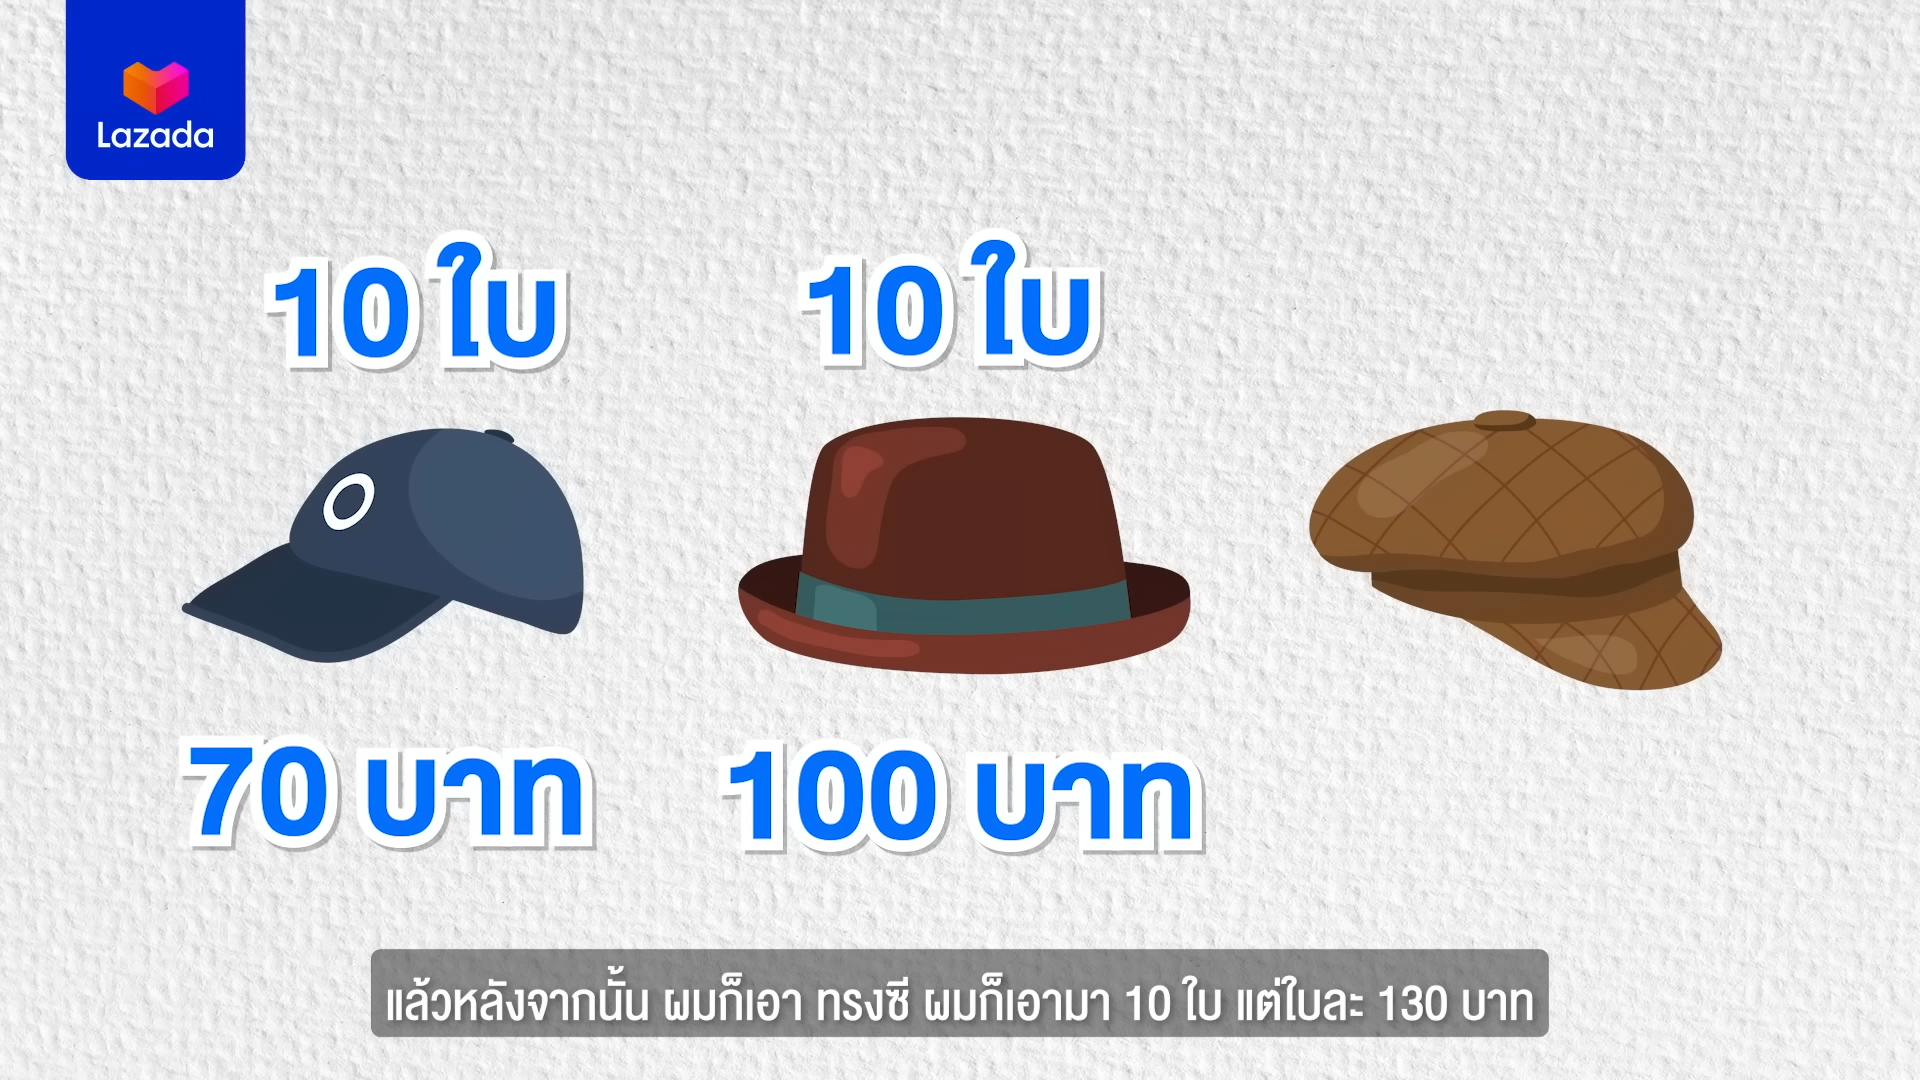 Lazada
10 ใบ
10 ใบ
70 บาท
100 บาท
แล้วหลังจากนั้น ผมก็เอา ทรงซี ผมก็เอามา 10 ใบ แต่ใบละ 130 บาท